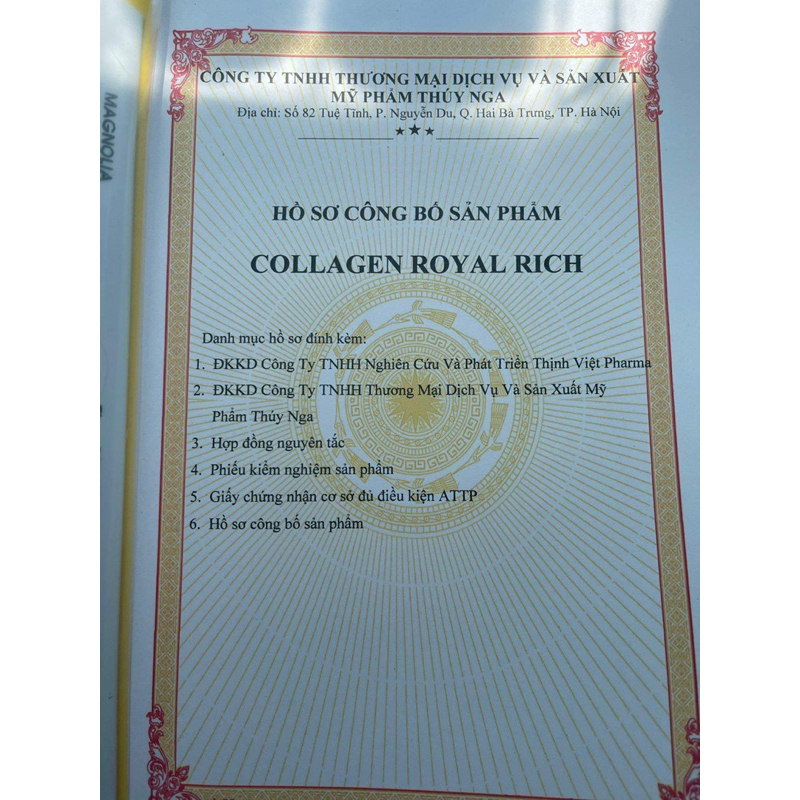 MAGNOLIA
CÔNG TY TNHH THƯƠNG MẠI DỊCH VỤ VÀ SẢN XUẤT
MỸ PHẨM THÚY NGA
Địa chỉ: Số 82 Tuệ Tĩnh, P. Nguyễn Du, Q. Hai Bà Trưng, TP. Hà Nội
HỒ SƠ CÔNG BỐ SẢN PHẨM
COLLAGEN ROYAL RICH
Danh mục hồ sơ đính kèm:
1. ĐKKD Công Ty TNHH Nghiên Cứu Và Phát Triển Thịnh Việt Pharma
2. ĐKKD Công Ty TNHH Thương Mại Dịch Vụ Và Sản Xuất Mỹ
Phẩm Thúy Nga
3. Hợp đồng nguyên tắc
4. Phiếu kiểm nghiệm sản phẩm
5. Giấy chứng nhận cơ sở đủ điều kiện ATTP
6. Hồ sơ công bố sản phẩm